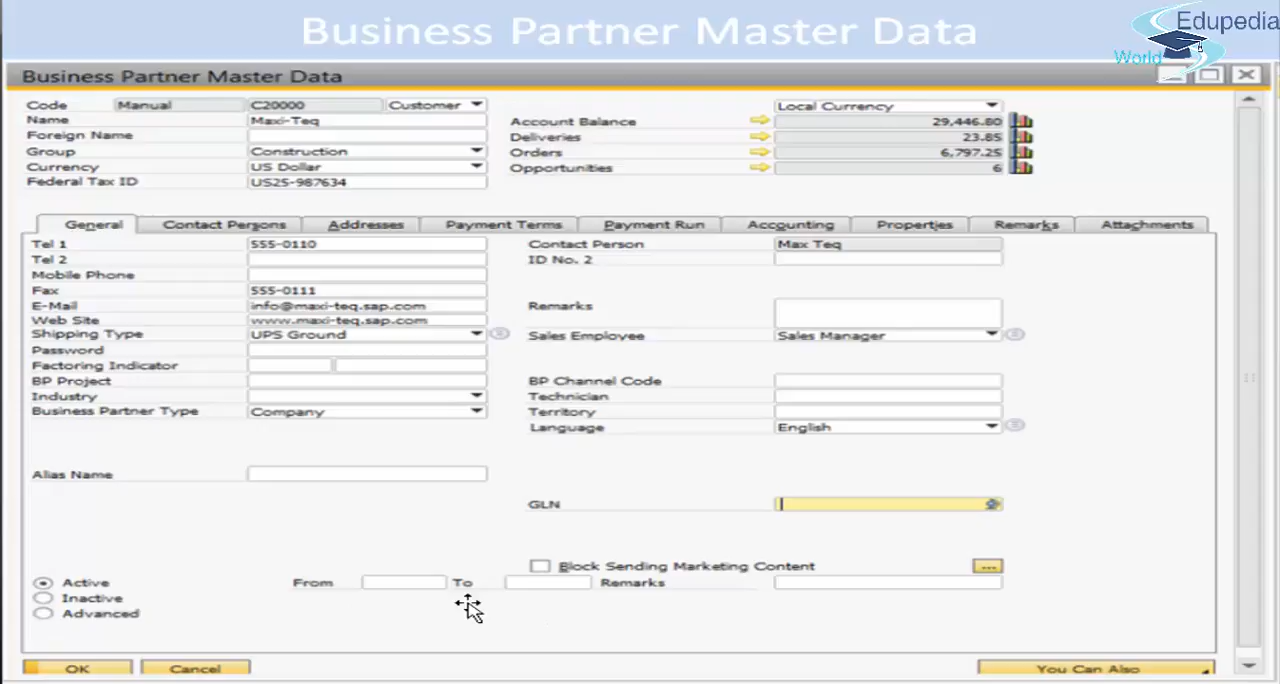 Business Partner Master Data
Edupedia
World
Business Partner Master Data
Code Manual C20000 Customer Local Currency
Name Maxi-Teq Account Balance 29,446.80
Foreign Name Deliveries 23.85
Group Construction Orders 6,797.25
Currency US Dollar Opportunities 6
Federal Tax ID US25-987634
General Contact Persons Addresses Payment Terms Payment Run Accounting Properties Remarks Attachments
Tel 1 555-0110 Contact Person Max Teq
Tel 2 ID No. 2
Mobile Phone
Fax 555-0111
E-Mail info@maxi-teq.sap.com Remarks
Web Site www.maxi-teq.sap.com
Shipping Type UPS Ground Sales Employee Sales Manager
Password
Factoring Indicator
BP Project BP Channel Code
Industry Technician
Business Partner Type Company Territory
Language English
Alias Name
GLN
Block Sending Marketing Content ...
Active From To Remarks
Inactive
Advanced
OK Cancel You Can Also